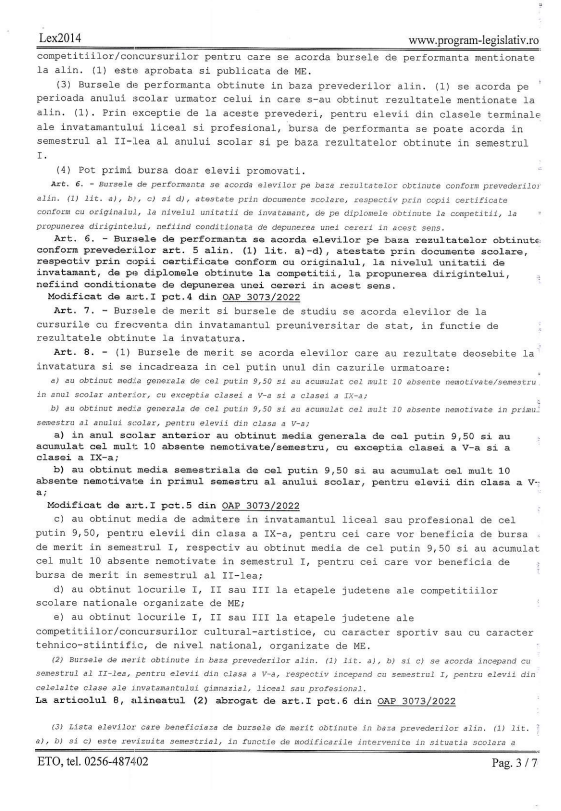 Lex2014 www.program-legislativ.ro
competitiilor/concursurilor pentru care se acorda bursele de performanta mentionate
la alin. (1) este aprobata si publicata de ME.
(3) Bursele de performanta obtinute in baza prevederilor alin. (1) se acorda pe
perioada anului scolar urmator celui in care s-au obtinut rezultatele mentionate la
alin. (1). Prin exceptie de la aceste prevederi, pentru elevii din clasele terminale
ale invatamantului liceal si profesional, bursa de performanta se poate acorda in
semestrul al II-lea al anului scolar si pe baza rezultatelor obtinute in semestrul
I.
(4) Pot primi bursa doar elevii promovati.
Art. 6. - Bursele de performanta se acorda elevilor pe baza rezultatelor obtinute conform prevederilor
alin. (1) lit. a), b), c) si d), atestate prin documente scolare, respectiv prin copii certificate
conform cu originalul, la nivelul unitatii de invatamant, de pe diplomele obtinute la competitii, la
propunerea dirigintelui, nefiind conditionata de depunerea unei cereri in acest sens.
Art. 6. - Bursele de performanta se acorda elevilor pe baza rezultatelor obtinute
conform prevederilor art. 5 alin. (1) lit. a)-d), atestate prin documente scolare,
respectiv prin copii certificate conform cu originalul, la nivelul unitatii de
invatamant, de pe diplomele obtinute la competitii, la propunerea dirigintelui,
nefiind conditionate de depunerea unei cereri in acest sens.
Modificat de art.I pct.4 din OAP 3073/2022
Art. 7. - Bursele de merit si bursele de studiu se acorda elevilor de la
cursurile cu frecventa din invatamantul preuniversitar de stat, in functie de
rezultatele obtinute la invatatura.
Art. 8. - (1) Bursele de merit se acorda elevilor care au rezultate deosebite la
invatatura si se incadreaza in cel putin unul din cazurile urmatoare:
a) au obtinut media generala de cel putin 9,50 si au acumulat cel mult 10 absente nemotivate/semestru
in anul scolar anterior, cu exceptia clasei a V-a si a clasei a IX-a;
b) au obtinut media generala de cel putin 9,50 si au acumulat cel mult 10 absente nemotivate in primul
semestru al anului scolar, pentru elevii din clasa a V-a;
a) in anul scolar anterior au obtinut media generala de cel putin 9,50 si au
acumulat cel mult 10 absente nemotivate/semestru, cu exceptia clasei a V-a si a
clasei a IX-a;
b) au obtinut media semestriala de cel putin 9,50 si au acumulat cel mult 10
absente nemotivate in primul semestru al anului scolar, pentru elevii din clasa a V-
a;
Modificat de art.I pct.5 din OAP 3073/2022
c) au obtinut media de admitere in invatamantul liceal sau profesional de cel
putin 9,50, pentru elevii din clasa a IX-a, pentru cei care vor beneficia de bursa
de merit in semestrul I, respectiv au obtinut media de cel putin 9,50 si au acumulat
cel mult 10 absente nemotivate in semestrul I, pentru cei care vor beneficia de
bursa de merit in semestrul al II-lea;
d) au obtinut locurile I, II sau III la etapele judetene ale competitiilor
scolare nationale organizate de ME;
e) au obtinut locurile I, II sau III la etapele judetene ale
competitiilor/concursurilor cultural-artistice, cu caracter sportiv sau cu caracter
tehnico-stiintific, de nivel national, organizate de ME.
(2) Bursele de merit obtinute in baza prevederilor alin. (1) lit. a), b) si c) se acorda incepand cu
semestrul al II-lea, pentru elevii din clasa a V-a, respectiv incepand cu semestrul I, pentru elevii din
celelalte clase ale invatamantului gimnazial, liceal sau profesional.
La articolul 8, alineatul (2) abrogat de art.I pct.6 din OAP 3073/2022
(3) Lista elevilor care beneficiaza de bursele de merit obtinute in baza prevederilor alin. (1) lit.
a), b) si c) este revizuita semestrial, in functie de modificarile intervenite in situatia scolara a
ETO, tel. 0256-487402 Pag. 3 / 7